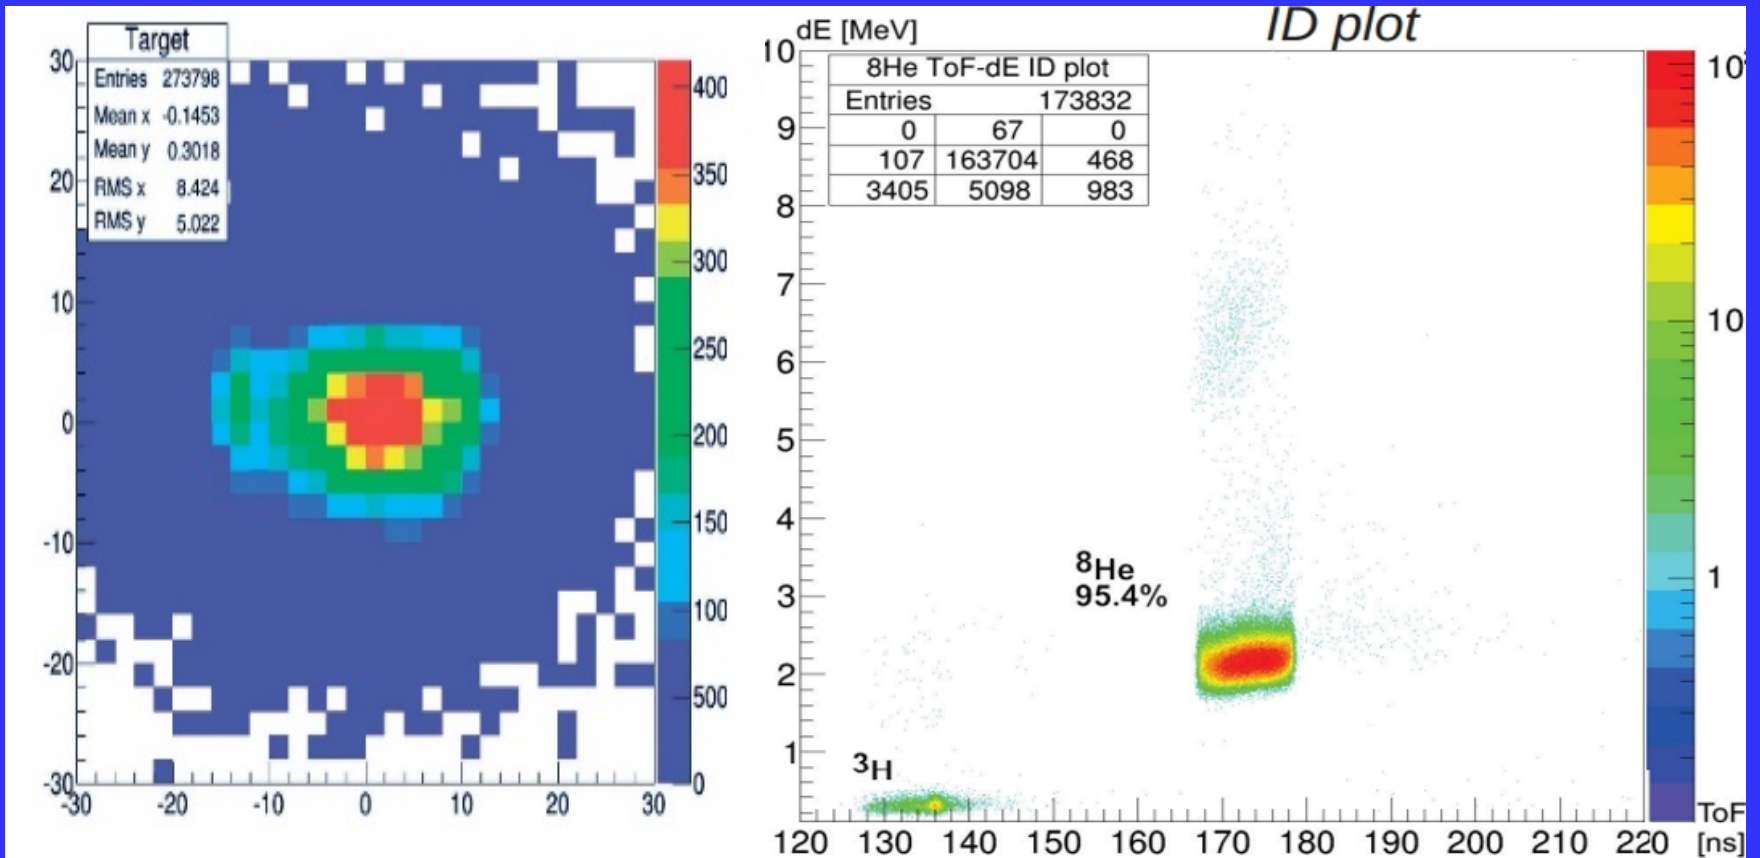 Target
Entries 273798
Mean x -0.1453
Mean y 0.3018
RMS x 8.424
RMS y 5.022
30
20
10
0
-10
-20
-30
-30 -20 -10 0 10 20 30
400
350
300
250
200
150
100
500
0
ID plot
dE [MeV]
8He ToF-dE ID plot
Entries 173832
0 67 0
107 163704 468
3405 5098 983
10
9
8
7
6
5
4
3
2
1
8He
95.4%
3H
120 130 140 150 160 170 180 190 200 210 220
ToF
[ns]
10
10
1